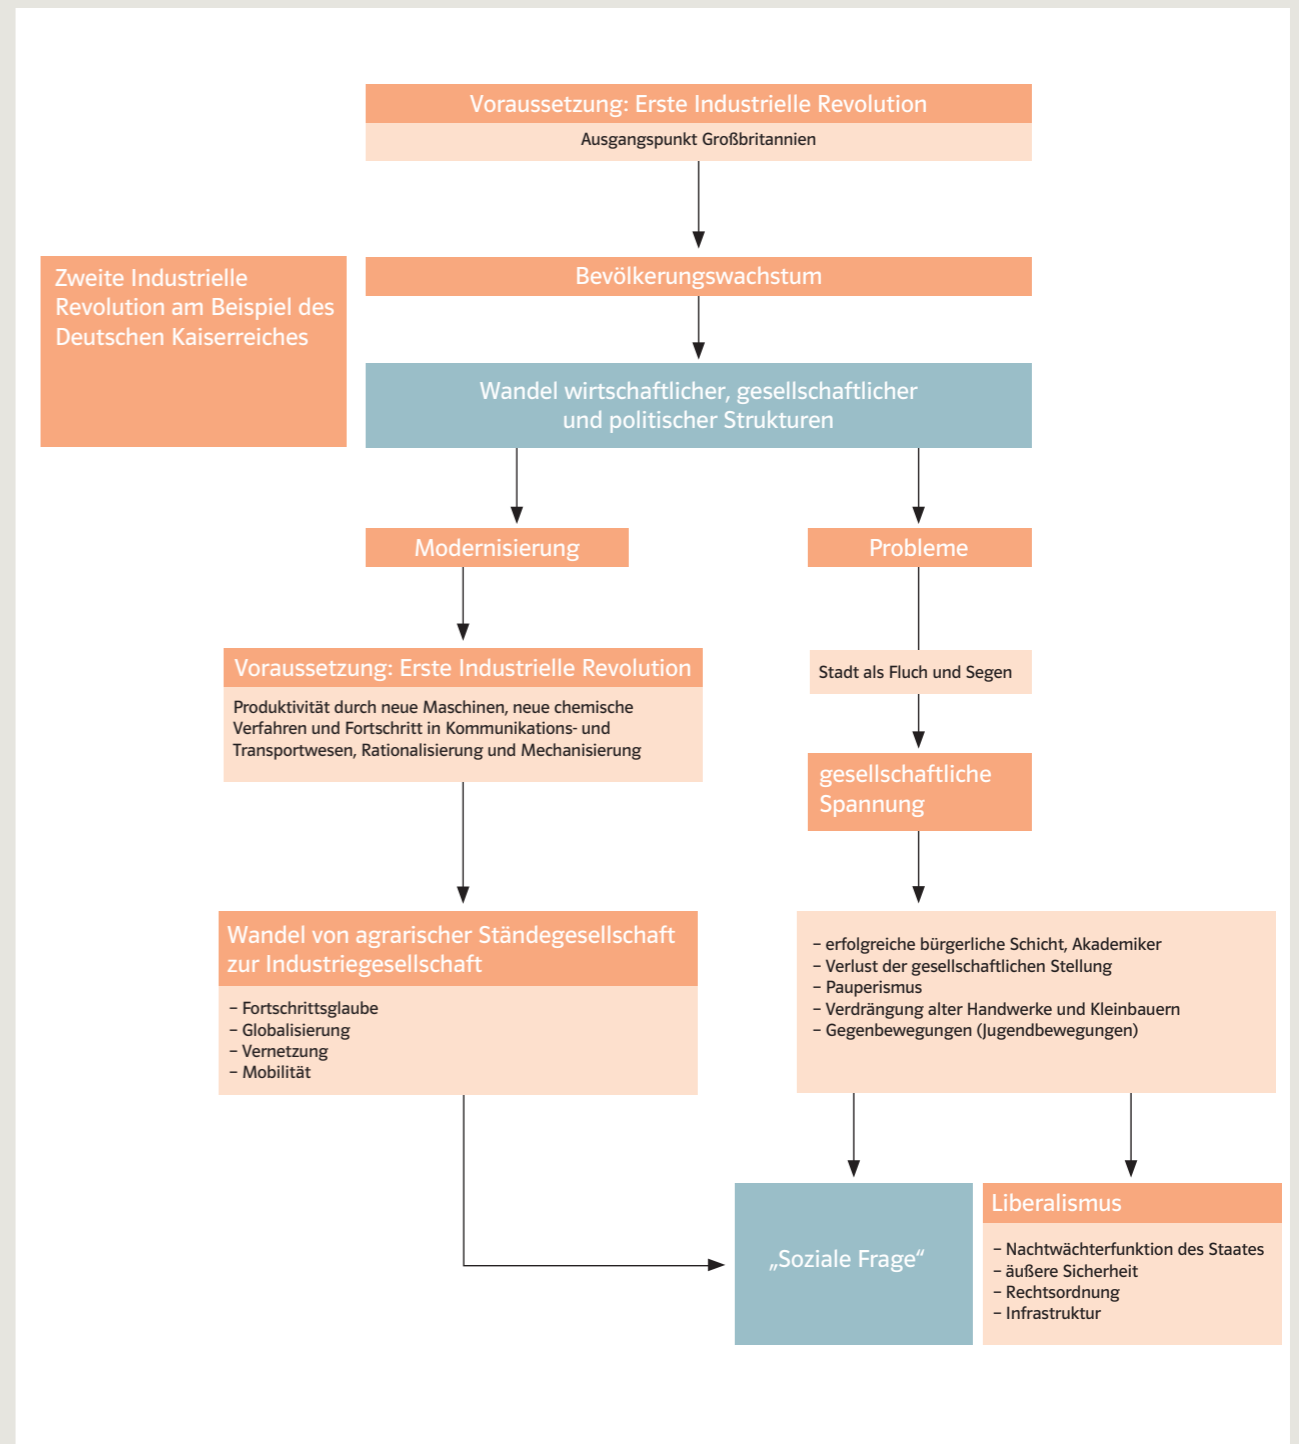 Voraussetzung: Erste Industrielle Revolution
Ausgangspunkt Großbritannien
Zweite Industrielle
Revolution am Beispiel des
Deutschen Kaiserreiches
Bevölkerungswachstum
Wandel wirtschaftlicher, gesellschaftlicher
und politischer Strukturen
Modernisierung
Probleme
Voraussetzung: Erste Industrielle Revolution
Produktivität durch neue Maschinen, neue chemische
Verfahren und Fortschritt in Kommunikations- und
Transportwesen, Rationalisierung und Mechanisierung
Stadt als Fluch und Segen
gesellschaftliche
Spannung
Wandel von agrarischer Ständegesellschaft
zur Industriegesellschaft
– Fortschrittsglaube
– Globalisierung
– Vernetzung
– Mobilität
– erfolgreiche bürgerliche Schicht, Akademiker
– Verlust der gesellschaftlichen Stellung
– Pauperismus
– Verdrängung alter Handwerke und Kleinbauern
– Gegenbewegungen (Jugendbewegungen)
„Soziale Frage“
Liberalismus
– Nachtwächterfunktion des Staates
– äußere Sicherheit
– Rechtsordnung
– Infrastruktur